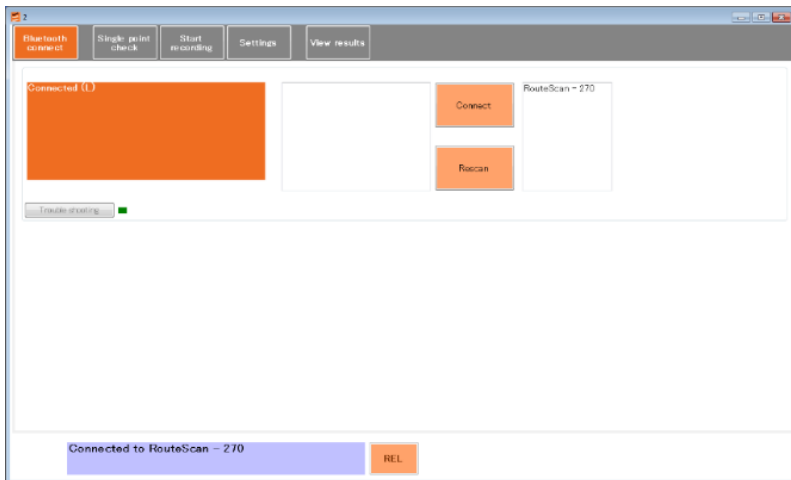 2
Bluetooth connect
Single point check
Start recording
Settings
View results
Connected (L)
Connect
RouteScan - 270
Rescan
Trouble shooting
Connected to RouteScan - 270
REL